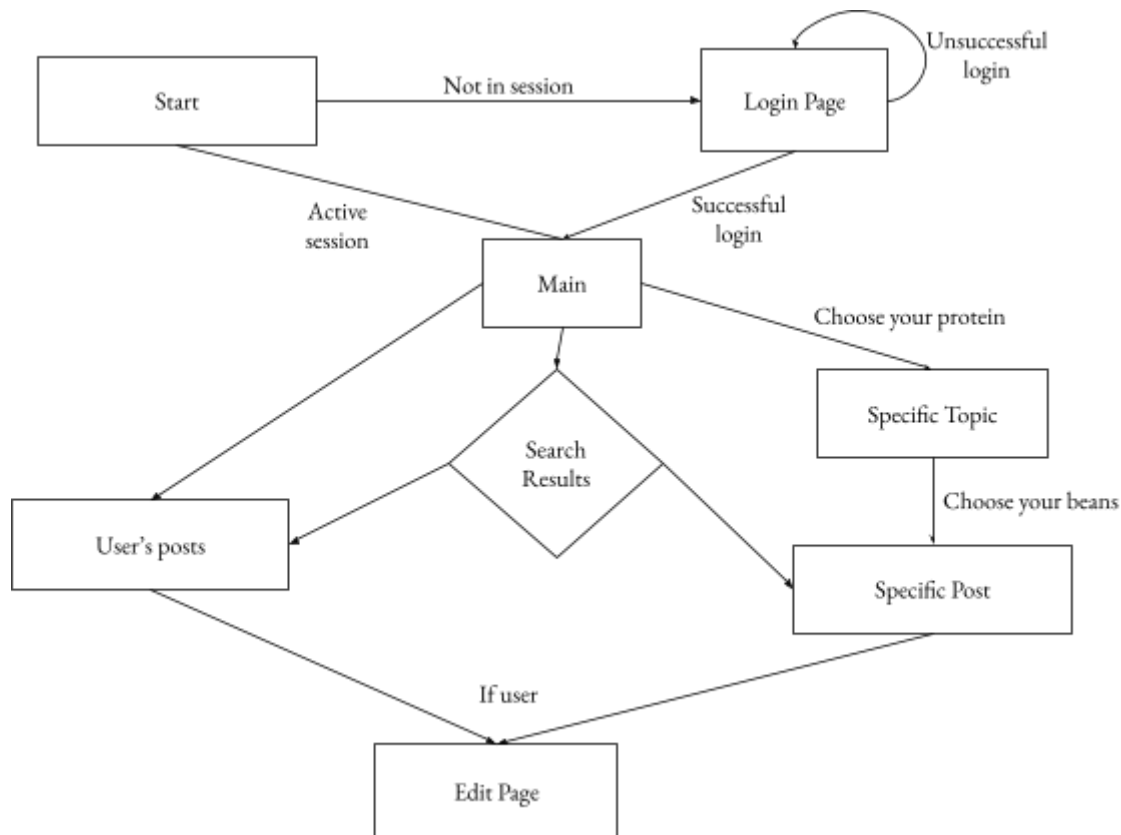 Unsuccessful
login
Not in session
Start
Login Page
Active
session
Successful
login
Main
Choose your protein
Specific Topic
Search
Results
Choose your beans
User’s posts
Specific Post
If user
Edit Page